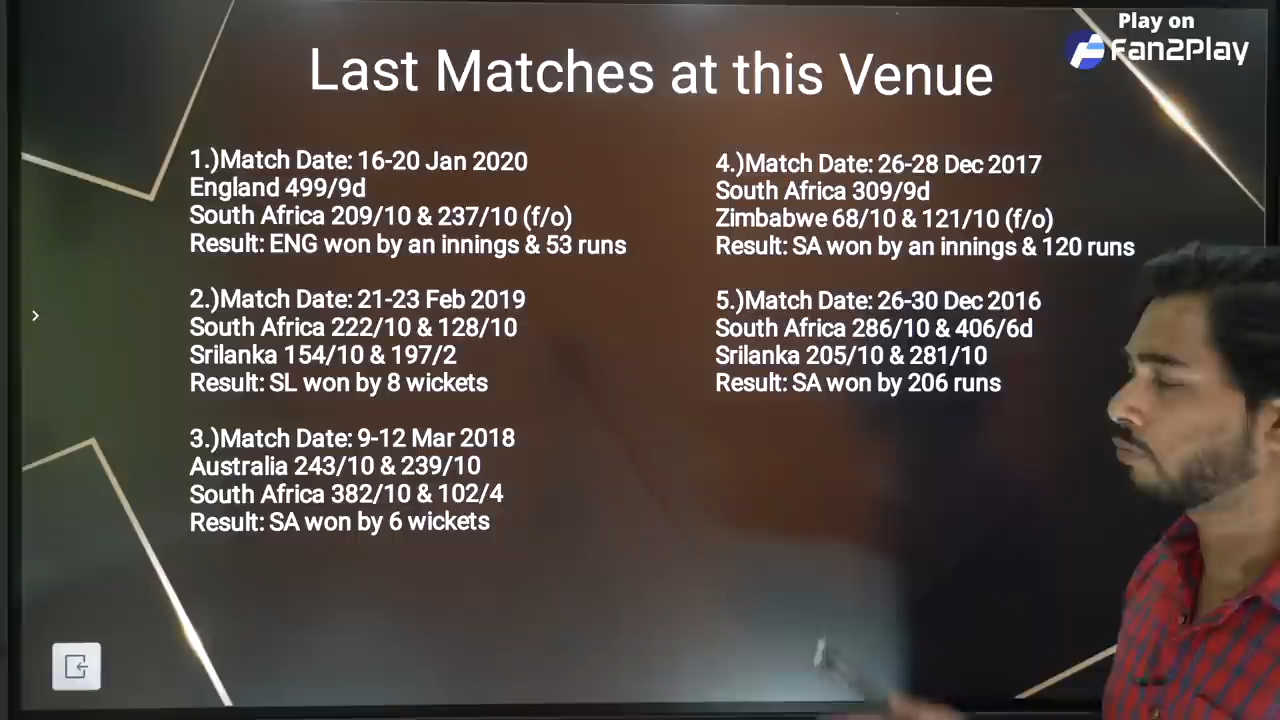 Play on
Fan2Play
Last Matches at this Venue
1.)Match Date: 16-20 Jan 2020
England 499/9d
South Africa 209/10 & 237/10 (f/o)
Result: ENG won by an innings & 53 runs
2.)Match Date: 21-23 Feb 2019
South Africa 222/10 & 128/10
Srilanka 154/10 & 197/2
Result: SL won by 8 wickets
3.)Match Date: 9-12 Mar 2018
Australia 243/10 & 239/10
South Africa 382/10 & 102/4
Result: SA won by 6 wickets
4.)Match Date: 26-28 Dec 2017
South Africa 309/9d
Zimbabwe 68/10 & 121/10 (f/o)
Result: SA won by an innings & 120 runs
5.)Match Date: 26-30 Dec 2016
South Africa 286/10 & 406/6d
Srilanka 205/10 & 281/10
Result: SA won by 206 runs